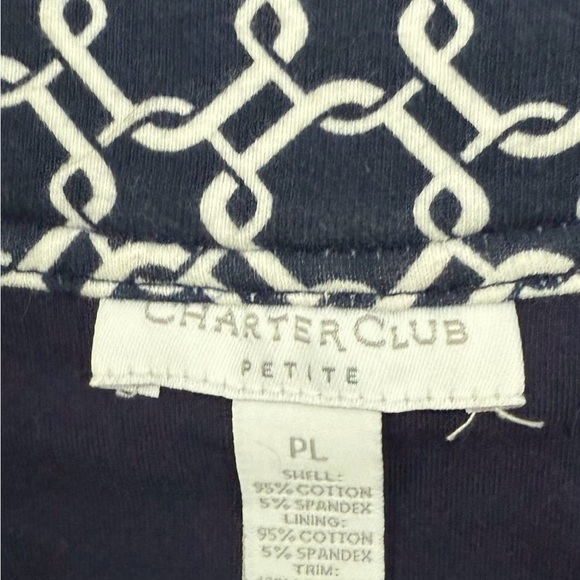 CHARTER CLUB
PETITE
PL
SHELL:
95% COTTON
5% SPANDEX
LINING:
95% COTTON
5% SPANDEX
TRIM: